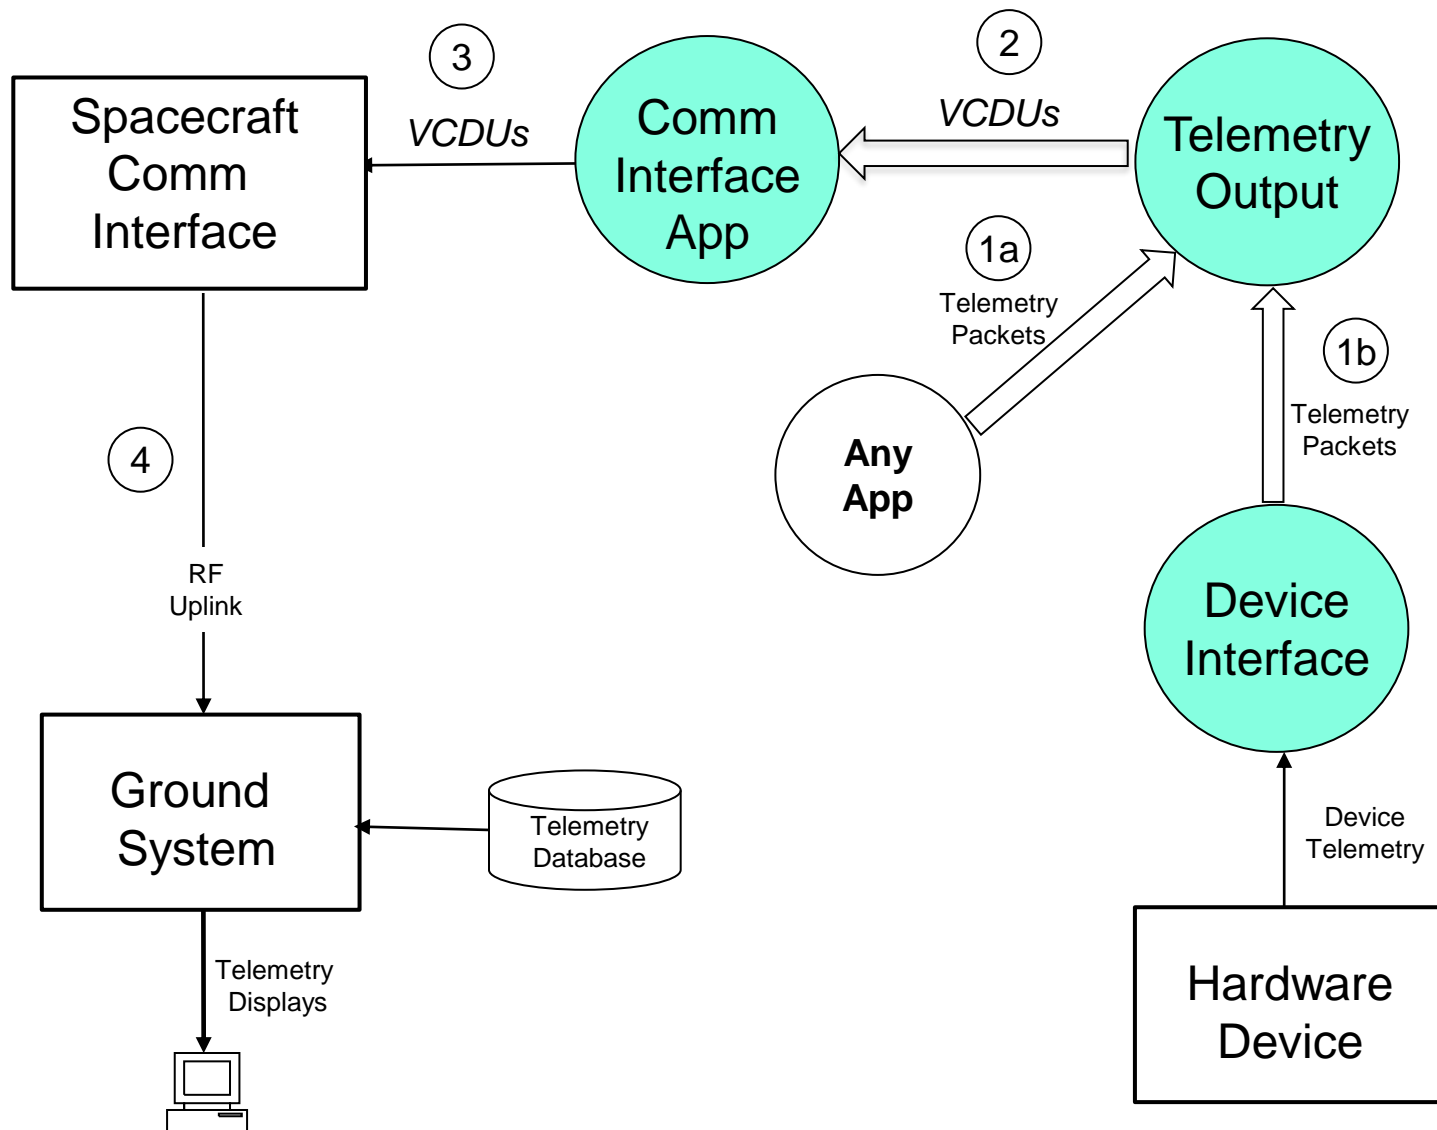 3
2
Spacecraft
Comm
Interface
VCDUs
Comm
Interface
App
VCDUs
Telemetry
Output
1a
Telemetry
Packets
1b
Telemetry
Packets
Any
App
4
RF
Uplink
Device
Interface
Ground
System
Telemetry
Database
Device
Telemetry
Telemetry
Displays
Hardware
Device